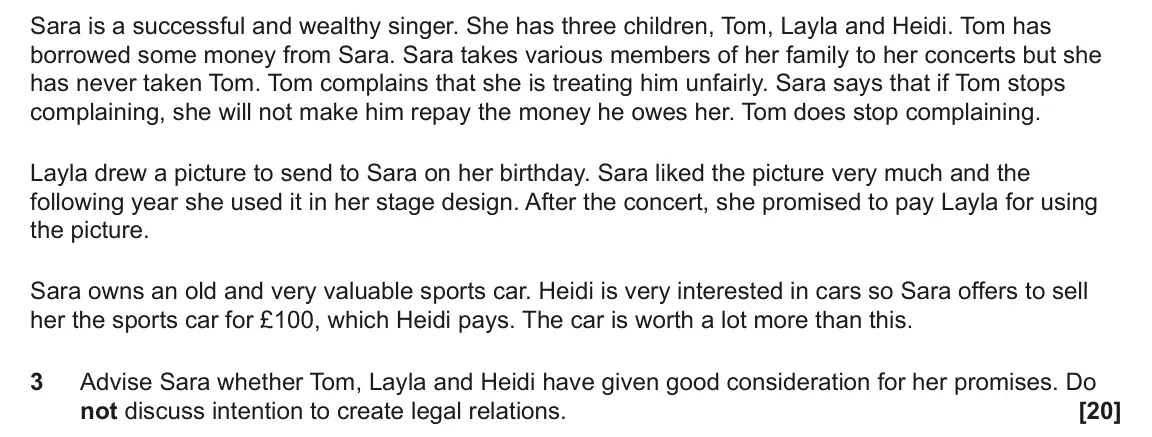 Sara is a successful and wealthy singer. She has three children, Tom, Layla and Heidi. Tom has
borrowed some money from Sara. Sara takes various members of her family to her concerts but she
has never taken Tom. Tom complains that she is treating him unfairly. Sara says that if Tom stops
complaining, she will not make him repay the money he owes her. Tom does stop complaining.
Layla drew a picture to send to Sara on her birthday. Sara liked the picture very much and the
following year she used it in her stage design. After the concert, she promised to pay Layla for using
the picture.
Sara owns an old and very valuable sports car. Heidi is very interested in cars so Sara offers to sell
her the sports car for £100, which Heidi pays. The car is worth a lot more than this.
3 Advise Sara whether Tom, Layla and Heidi have given good consideration for her promises. Do
not discuss intention to create legal relations. [20]